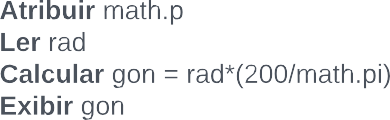 Atribuir math.p
Ler rad
Calcular gon = rad*(200/math.pi)
Exibir gon